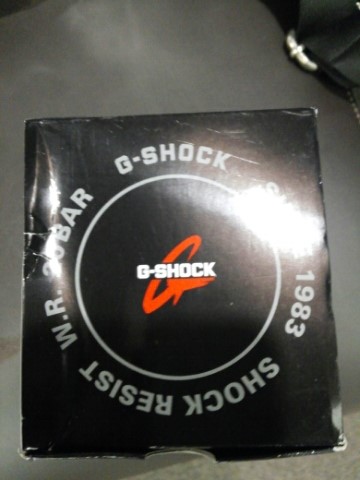 G-SHOCK
1983
SHOCK RESIST
W.R. 20BAR
G-SHOCK